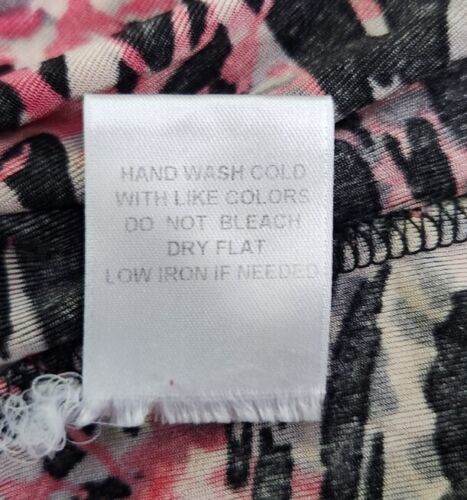 HAND WASH COLD
WITH LIKE COLORS
DO NOT BLEACH
DRY FLAT
LOW IRON IF NEEDED